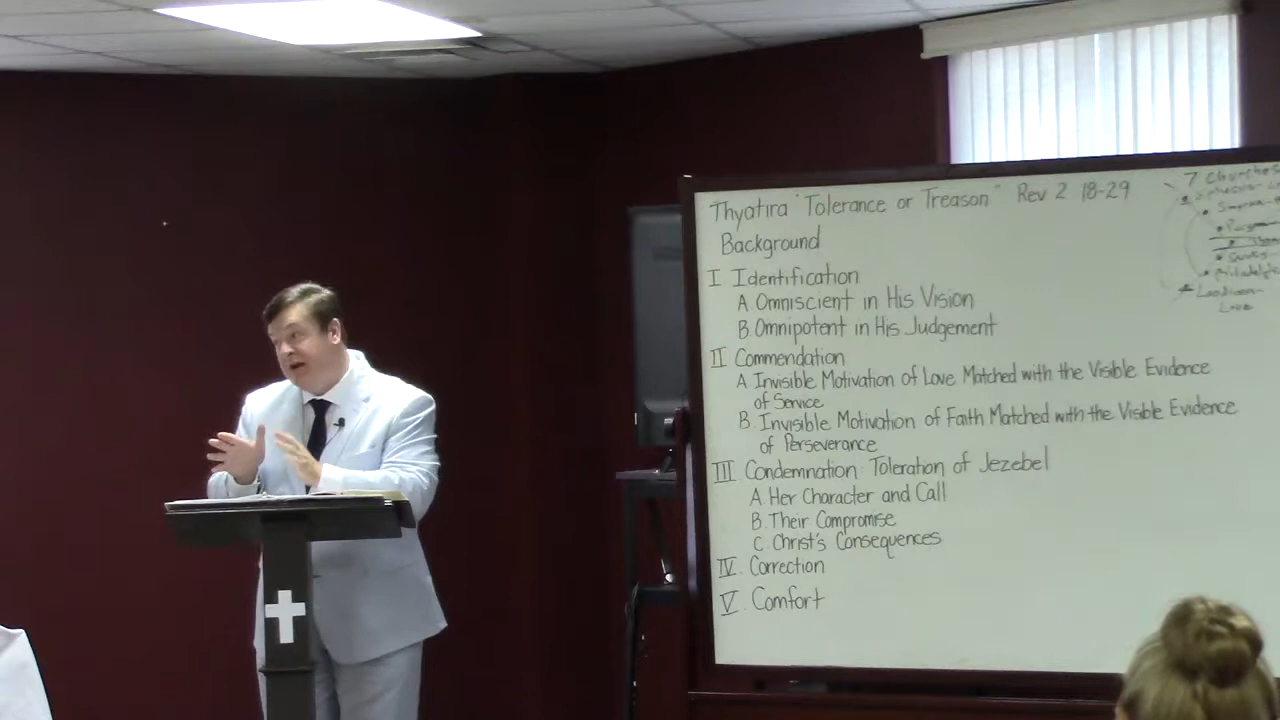 Thyatira "Tolerance or Treason" Rev 2 18-29
Background
I Identification
A Omniscient in His Vision
B. Omnipotent in His Judgement
II Commendation
A Invisible Motivation of Love Matched with the Visible Evidence
of Service
B. Invisible Motivation of Faith Matched with the Visible Evidence
of Perseverance
III Condemnation: Toleration of Jezebel
A. Her Character and Call
B. Their Compromise
C. Christ's Consequences
IV. Correction
V. Comfort
7 Churches